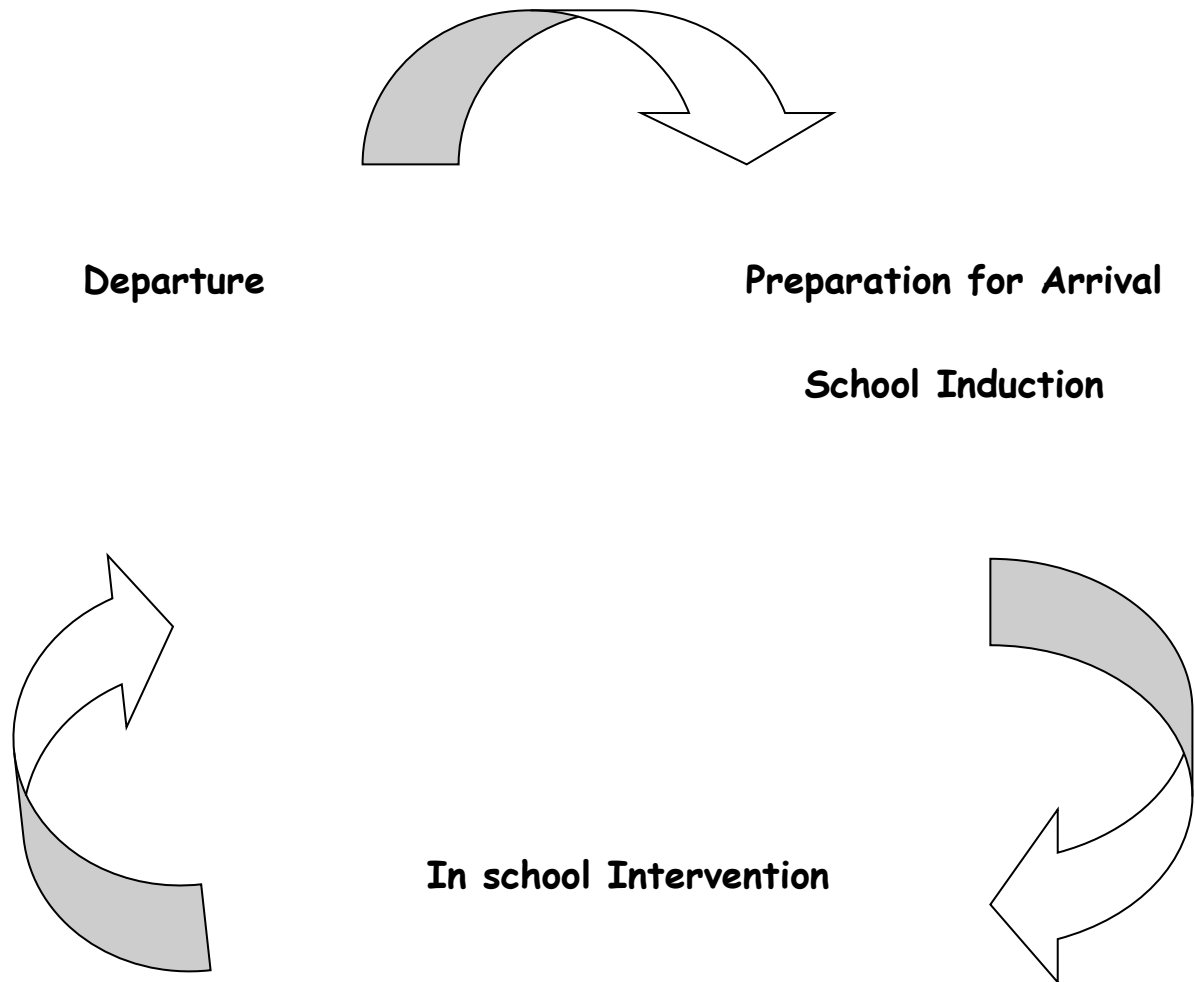 Departure
Preparation for Arrival
School Induction
In school Intervention